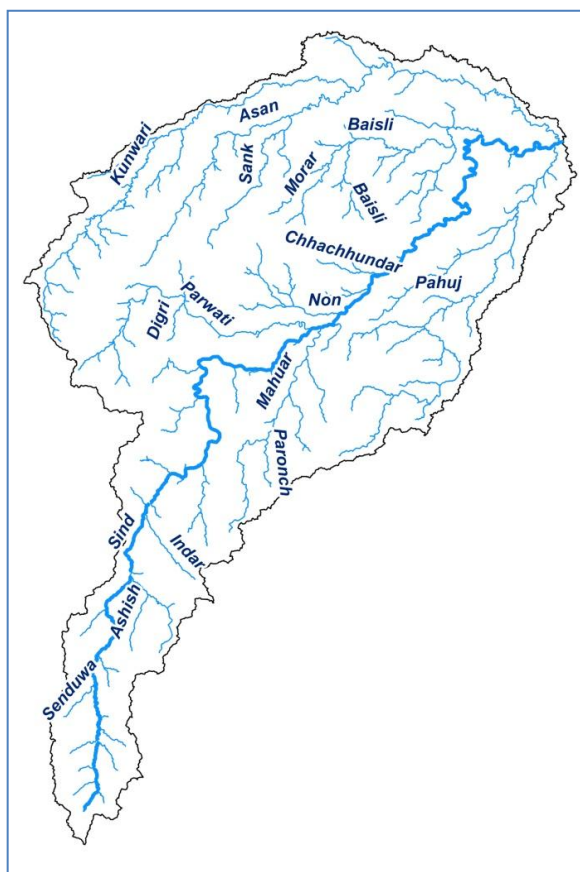 Asan
Baisli
Kunwari
Sank
Morar
Baisli
Chhachhundar
Pahuj
Non
Parwati
Digri
Mahuar
Paronch
Sind
Indar
Ashish
Senduwa